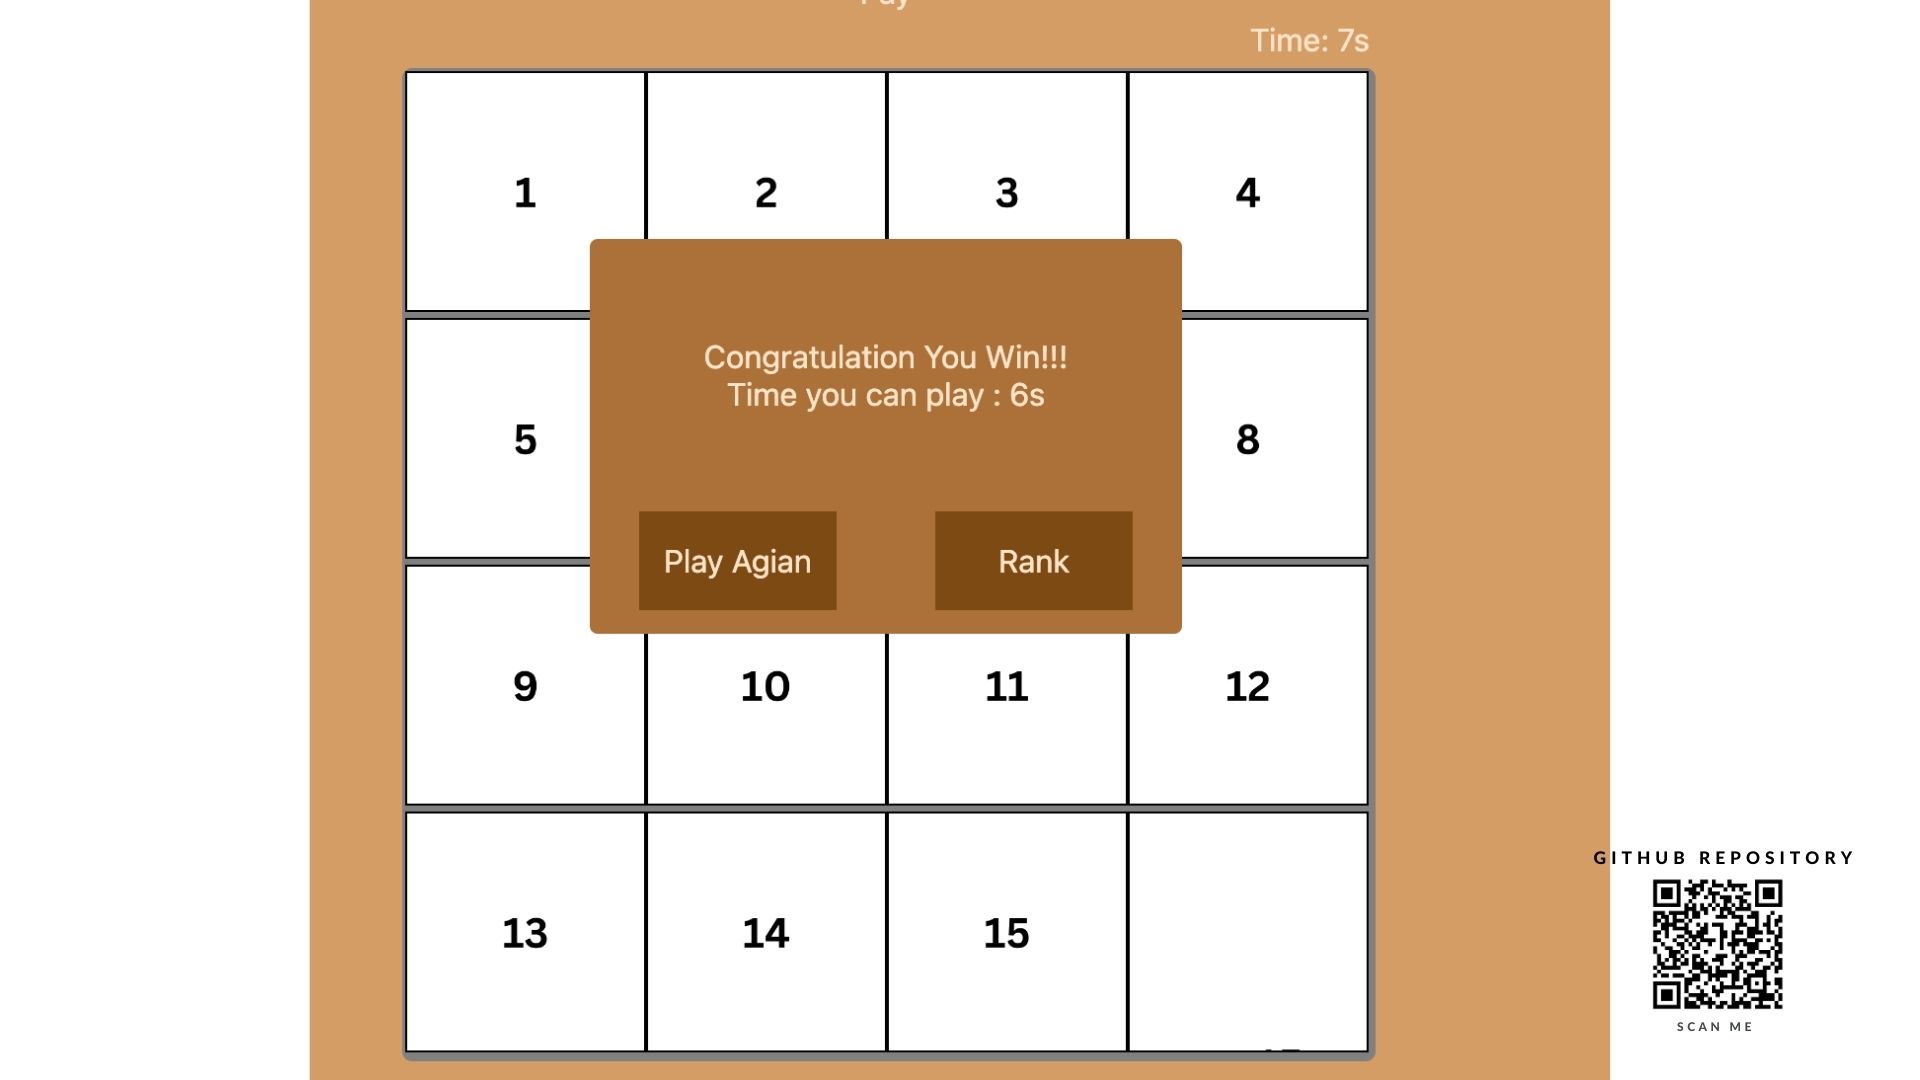 Time: 7s
1 2 3 4
Congratulation You Win!!!
Time you can play : 6s
5 8
Play Agian Rank
9 10 11 12
13 14 15
GITHUB REPOSITORY
SCAN ME